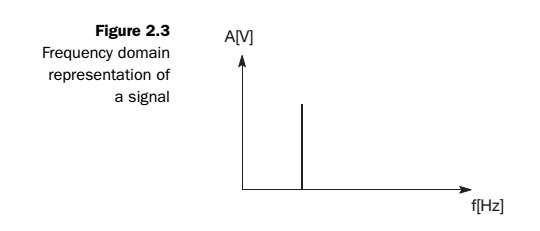 Figure 2.3
Frequency domain
representation of
a signal
A[V]
f[Hz]